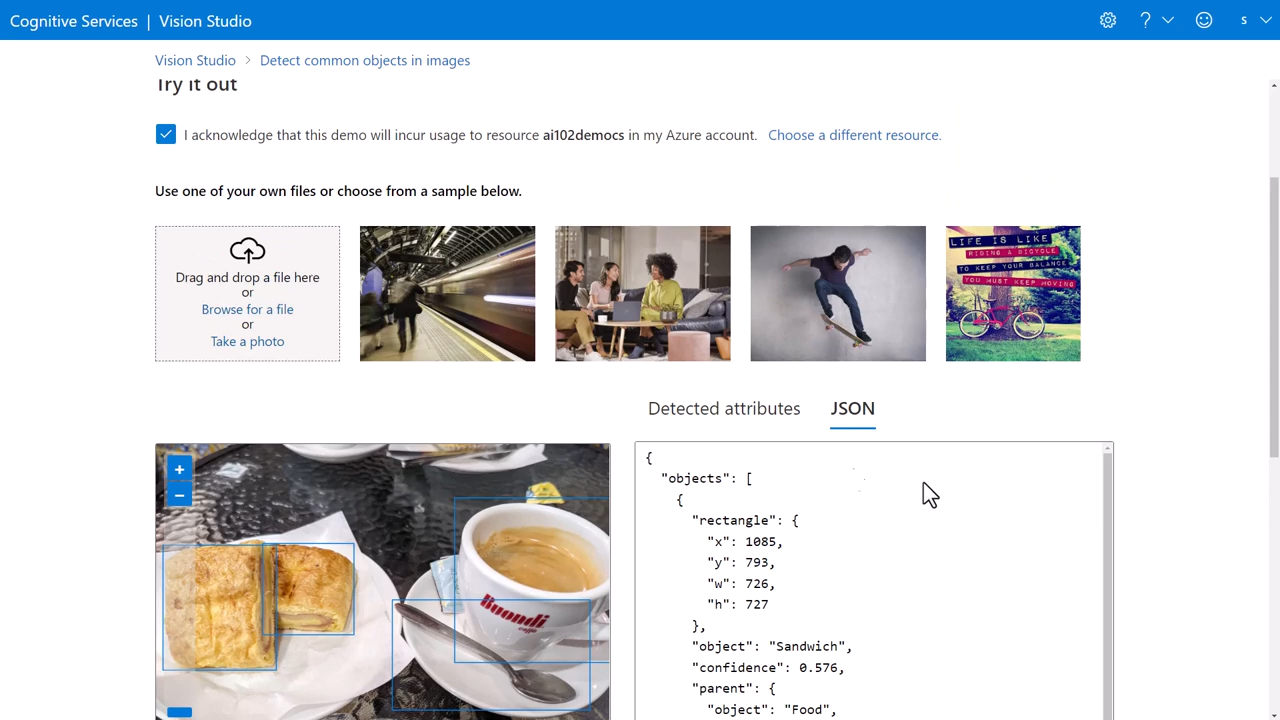 Cognitive Services | Vision Studio
s
Vision Studio > Detect common objects in images
Try it out
I acknowledge that this demo will incur usage to resource ai102democs in my Azure account. Choose a different resource.
Use one of your own files or choose from a sample below.
Drag and drop a file here
or
Browse for a file
or
Take a photo
LIFE IS LIKE
RIDING A BICYCLE
TO KEEP YOUR BALANCE
YOU MUST KEEP MOVING
Detected attributes JSON
+
−
Buondi
caffè
{
"objects": [
{
"rectangle": {
"x": 1085,
"y": 793,
"w": 726,
"h": 727
},
"object": "Sandwich",
"confidence": 0.576,
"parent": {
"object": "Food",